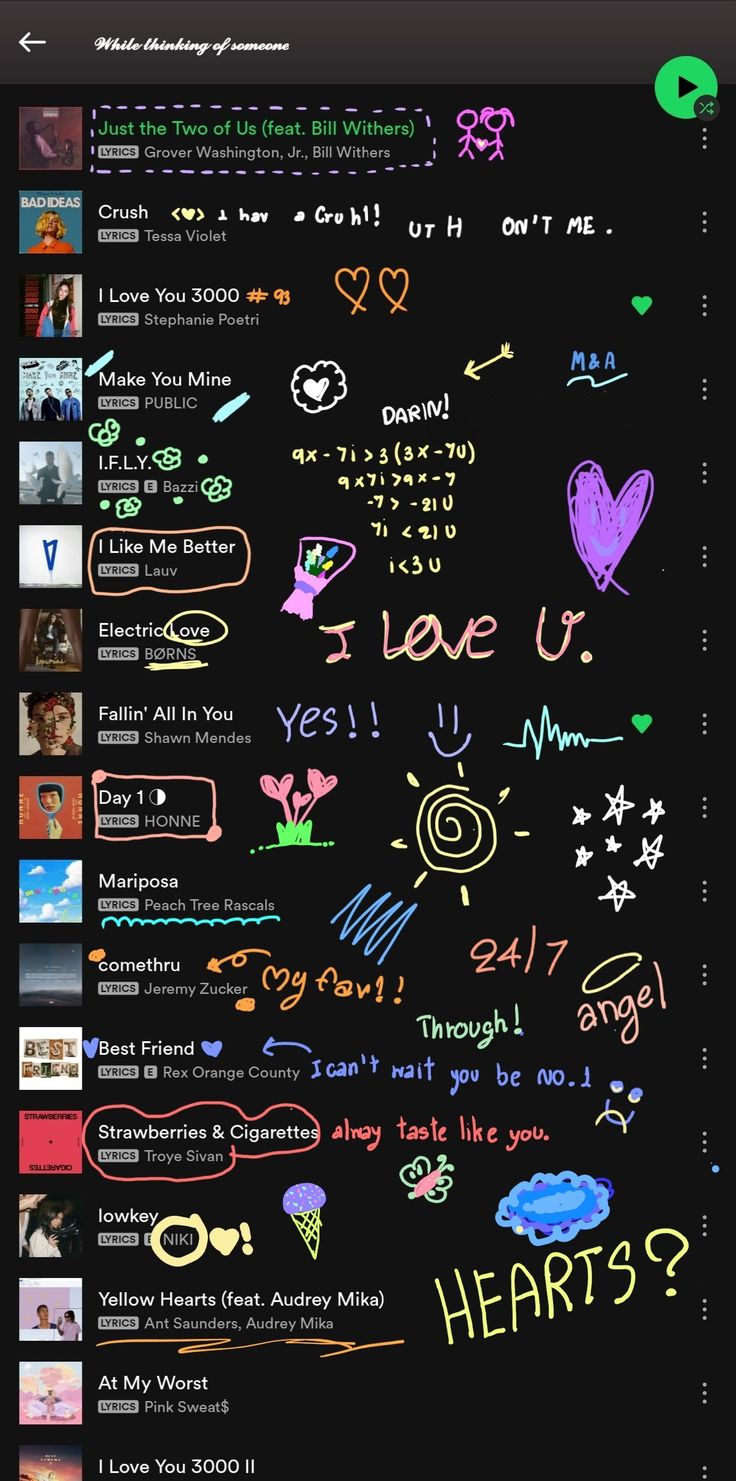 While thinking of someone
Just the Two of Us (feat. Bill Withers)
LYRICS Grover Washington, Jr., Bill Withers
BAD IDEAS
Crush I hav a Cruh!! UT H ON'T ME.
LYRICS Tessa Violet
I Love You 3000 # 93
LYRICS Stephanie Poetri
M&A
MAKE YOU MINE
Make You Mine
LYRICS PUBLIC
DARIN!
9x - 7i > 3 (3x - 7U)
9x7i > 9x - 7
I.F.L.Y.
LYRICS E Bazzi
-7 > -21U
7i < 21U
I Like Me Better
LYRICS Lauv
i<3 U
Electric Love
LYRICS BØRNS
I LOVE U.
Fallin' All In You
LYRICS Shawn Mendes
Yes!!
HONNE
Day 1
LYRICS HONNE
Mariposa
LYRICS Peach Tree Rascals
24/7
comethru
LYRICS Jeremy Zucker
My fav!!
angel
Through!
BEST FRIEND
Best Friend
LYRICS E Rex Orange County
I can't wait you be NO.1
STRAWBERRIES
CIGARETTES
Strawberries & Cigarettes alway taste like you.
LYRICS Troye Sivan
lowkey
LYRICS E NIKI !
HEARTS?
Yellow Hearts (feat. Audrey Mika)
LYRICS Ant Saunders, Audrey Mika
At My Worst
LYRICS Pink Sweat$
I Love You 3000 II